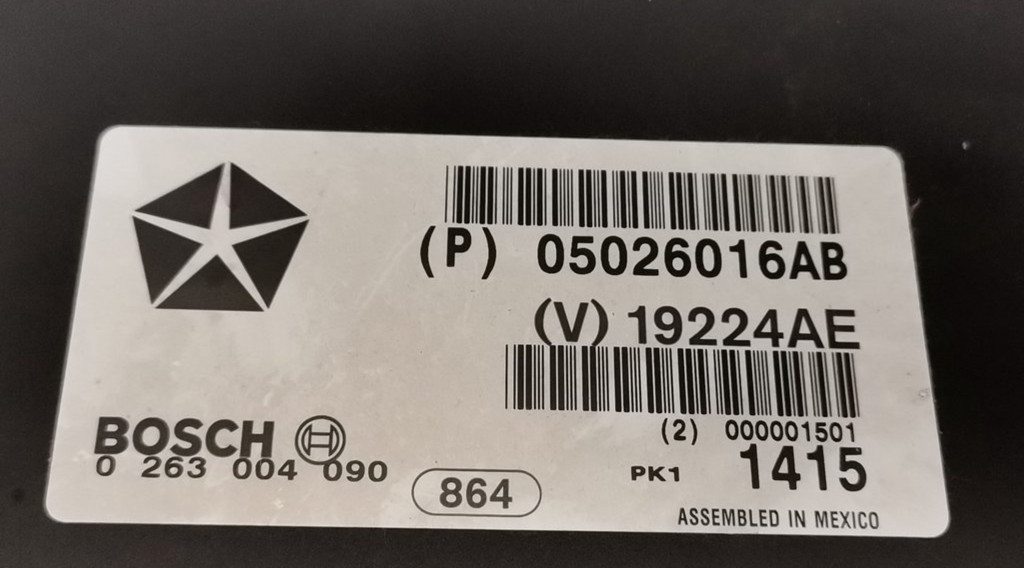 (P) 05026016AB
(V) 19224AE
(2) 000001501
BOSCH
0 263 004 090
864
PK1 1415
ASSEMBLED IN MEXICO